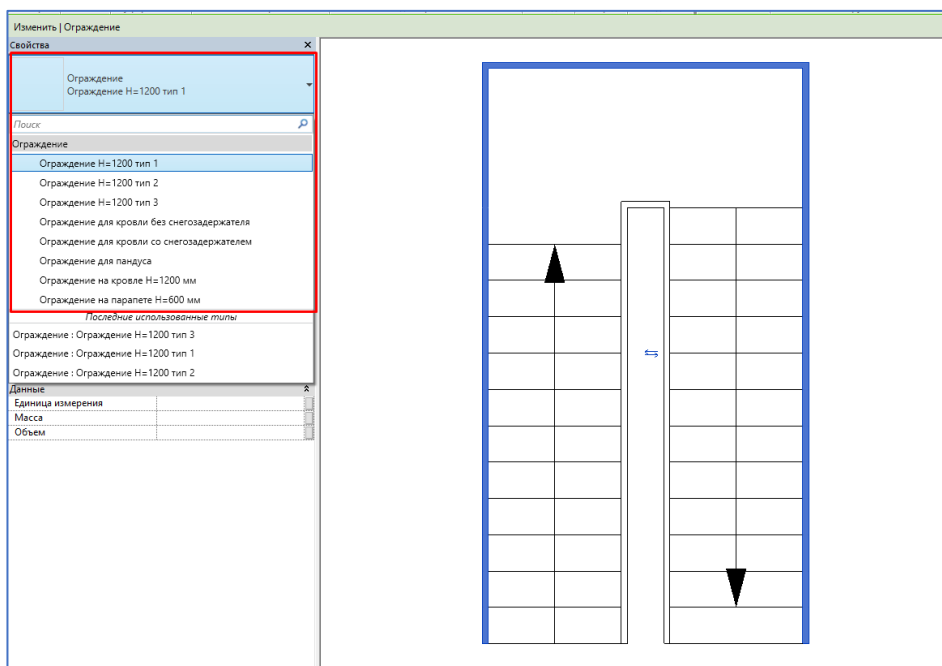 Изменить | Ограждение
Свойства
Ограждение
Ограждение H=1200 тип 1
Поиск
Ограждение
Ограждение H=1200 тип 1
Ограждение H=1200 тип 2
Ограждение H=1200 тип 3
Ограждение для кровли без снегозадержателя
Ограждение для кровли со снегозадержателем
Ограждение для пандуса
Ограждение на кровле H=1200 мм
Ограждение на парапете H=600 мм
Последние использованные типы
Ограждение : Ограждение H=1200 тип 3
Ограждение : Ограждение H=1200 тип 1
Ограждение : Ограждение H=1200 тип 2
Данные
Единица измерения
Масса
Объем